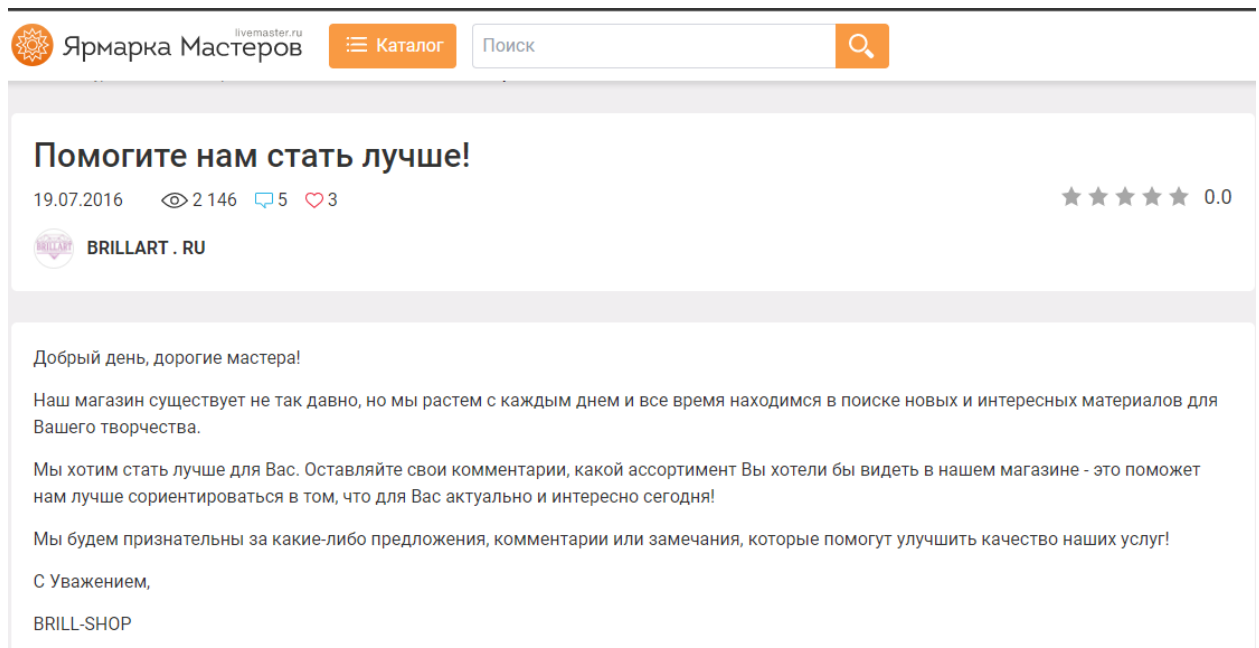 livemaster.ru
Ярмарка Мастеров
Каталог
Поиск
Помогите нам стать лучше!
19.07.2016 2 146 5 3
0.0
BRILLART
BRILLART . RU
Добрый день, дорогие мастера!
Наш магазин существует не так давно, но мы растем с каждым днем и все время находимся в поиске новых и интересных материалов для
Вашего творчества.
Мы хотим стать лучше для Вас. Оставляйте свои комментарии, какой ассортимент Вы хотели бы видеть в нашем магазине - это поможет
нам лучше сориентироваться в том, что для Вас актуально и интересно сегодня!
Мы будем признательны за какие-либо предложения, комментарии или замечания, которые помогут улучшить качество наших услуг!
С Уважением,
BRILL-SHOP